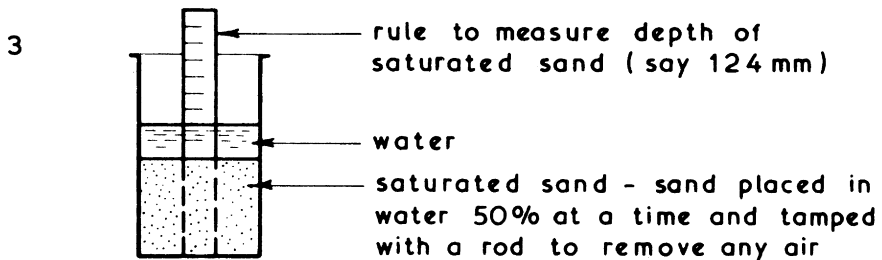 3
rule to measure depth of
saturated sand ( say 124 mm )
water
saturated sand - sand placed in
water 50% at a time and tamped
with a rod to remove any air